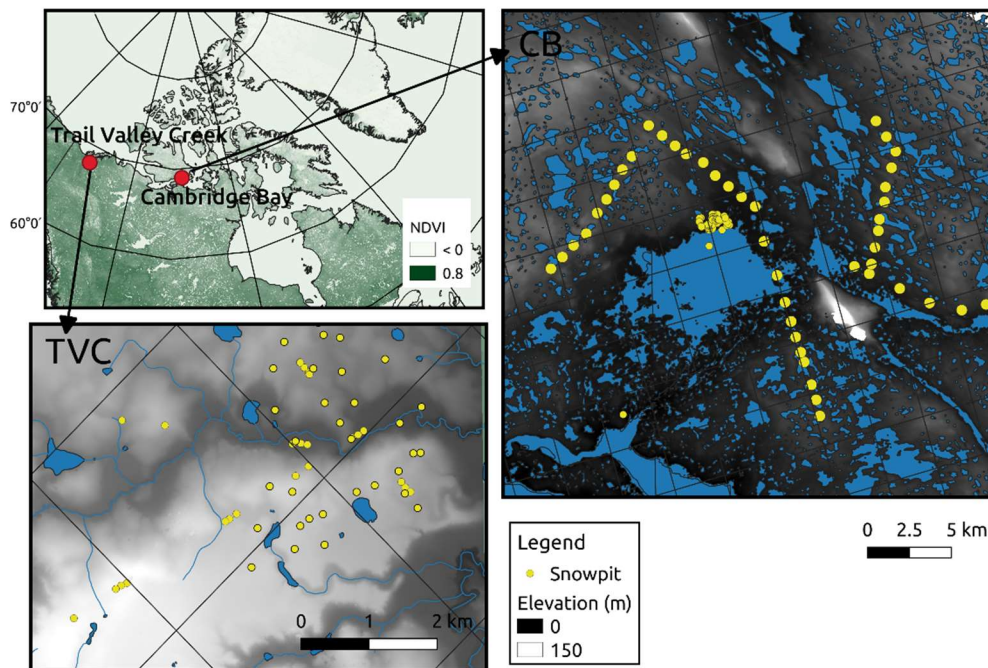 70°0′
60°0′
Trail Valley Creek
Cambridge Bay
NDVI
< 0
0.8
CB
TVC
0 1 2 km
0 2.5 5 km
Legend
Snowpit
Elevation (m)
0
150